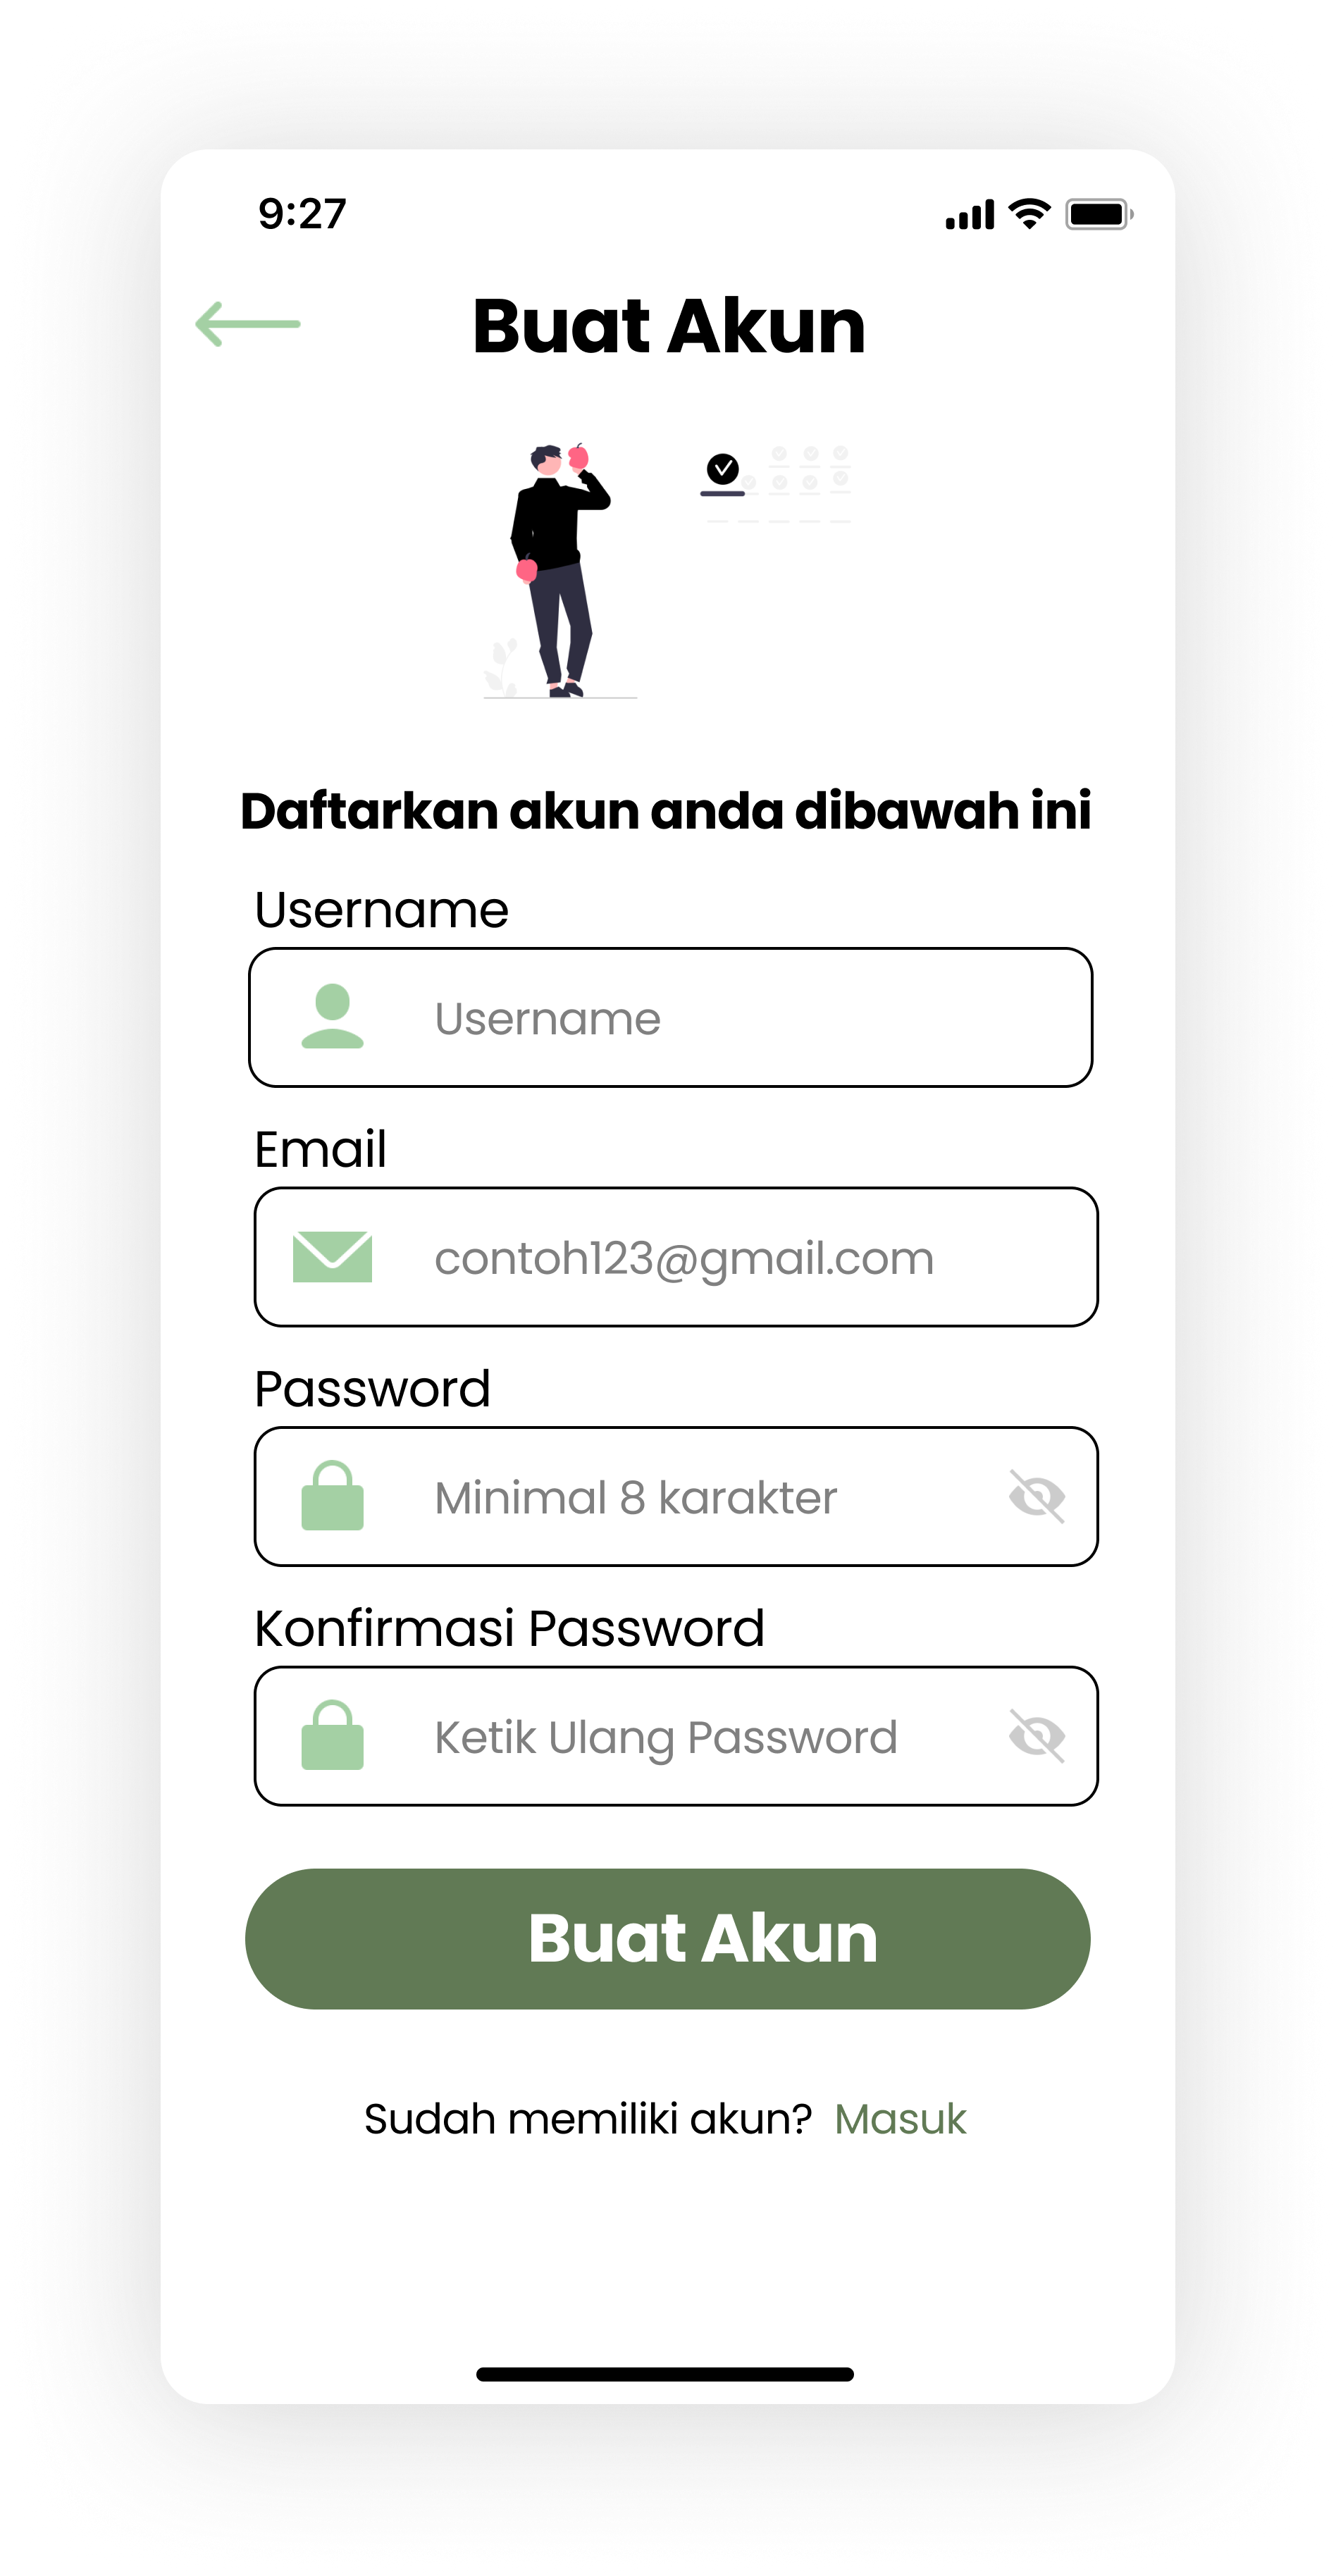 9:27
Buat Akun
Daftarkan akun anda dibawah ini
Username
Username
Email
contoh123@gmail.com
Password
Minimal 8 karakter
Konfirmasi Password
Ketik Ulang Password
Buat Akun
Sudah memiliki akun? Masuk